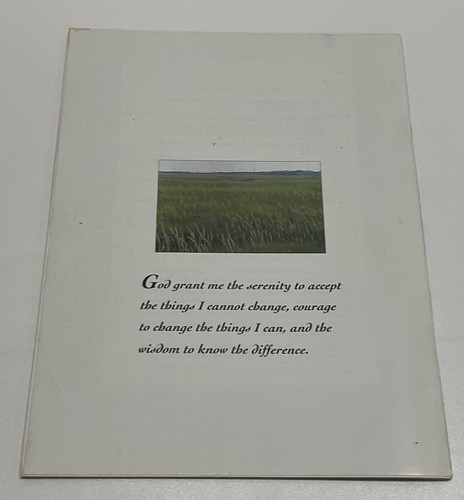 God grant me the serenity to accept
the things I cannot change, courage
to change the things I can, and the
wisdom to know the difference.